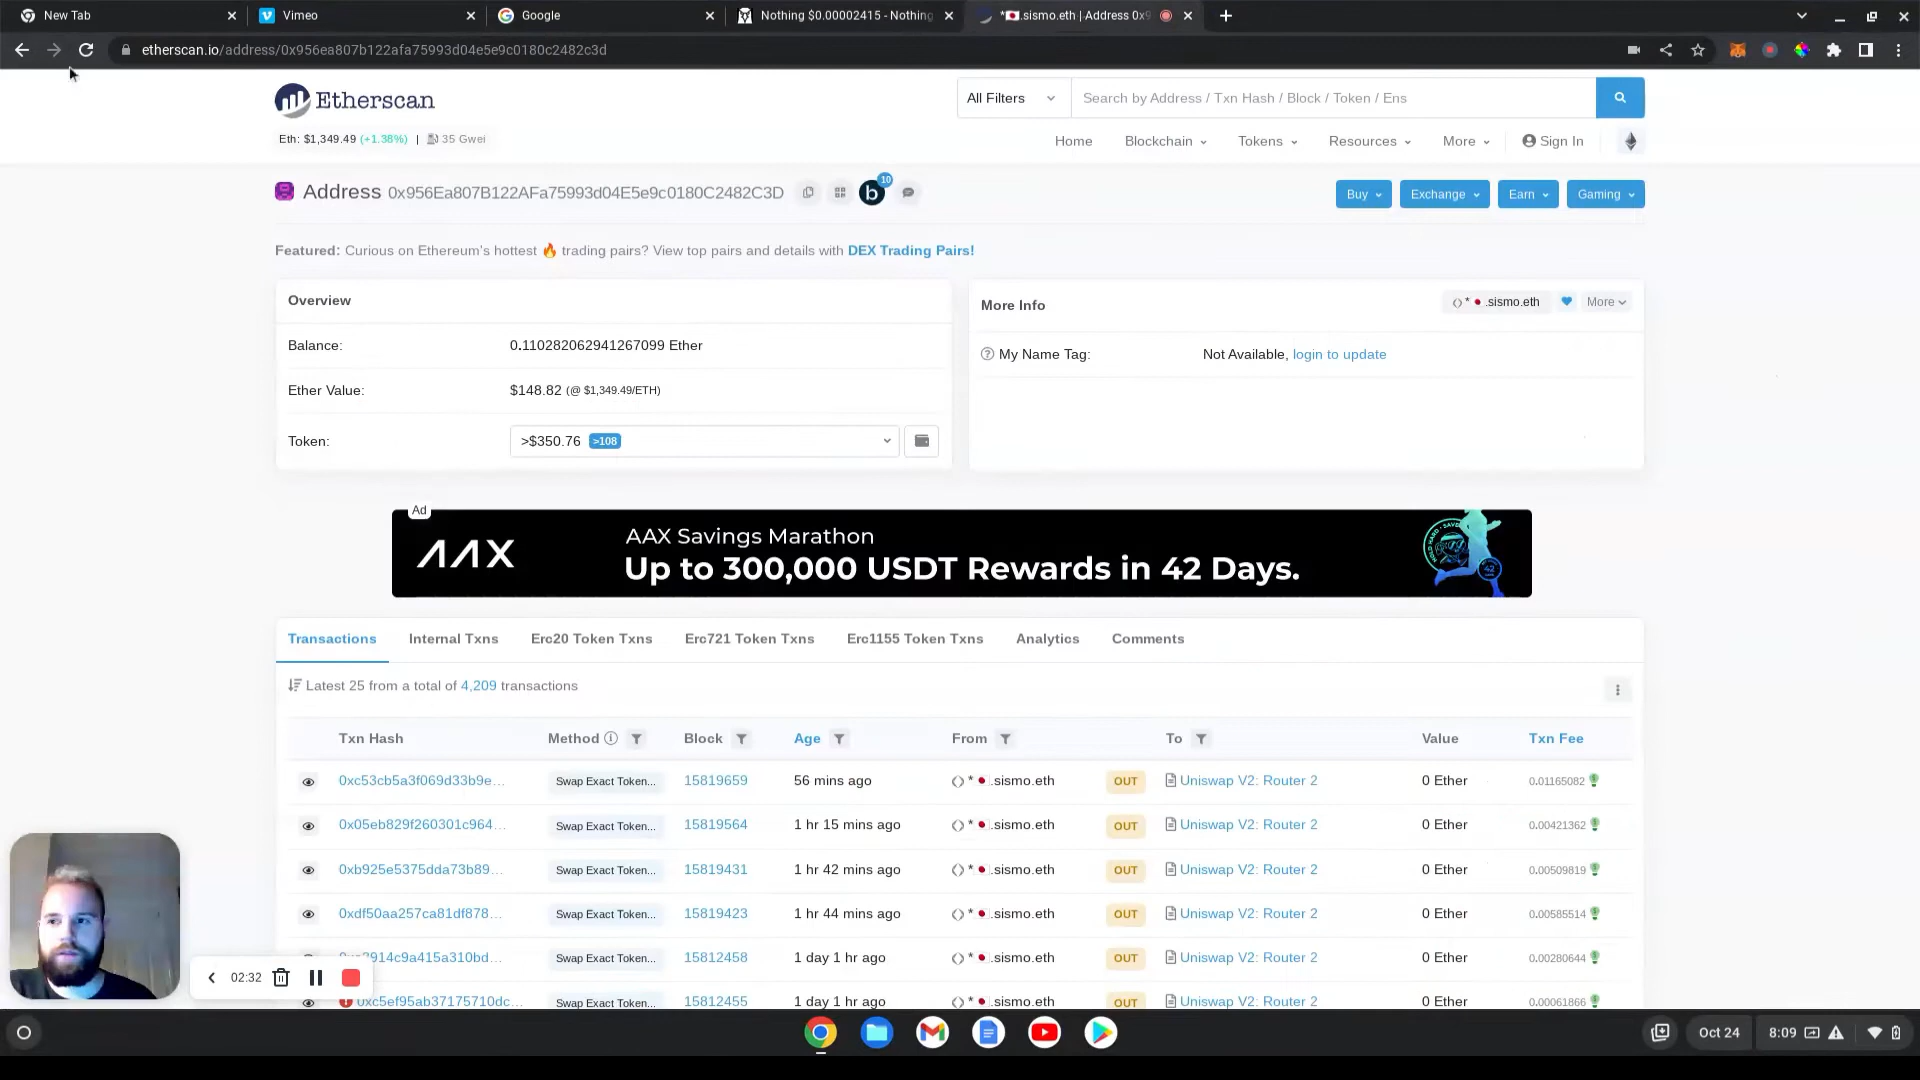 New Tab
Vimeo
Google
Nothing $0.00002415 - Nothing
*🇯🇵.sismo.eth | Address 0x9
etherscan.io/address/0x956ea807b122afa75993d04e5e9c0180c2482c3d
Etherscan
All Filters
Search by Address / Txn Hash / Block / Token / Ens
Eth: $1,349.49 (+1.38%) | 35 Gwei
Home Blockchain Tokens Resources More Sign In
Address 0x956Ea807B122AFa75993d04E5e9c0180C2482C3D
b 10
Buy Exchange Earn Gaming
Featured: Curious on Ethereum's hottest 🔥 trading pairs? View top pairs and details with DEX Trading Pairs!
Overview
Balance: 0.110282062941267099 Ether
Ether Value: $148.82 (@ $1,349.49/ETH)
Token: >$350.76 >108
More Info
*🇯🇵.sismo.eth More
My Name Tag: Not Available, login to update
Ad
AAX
AAX Savings Marathon
Up to 300,000 USDT Rewards in 42 Days.
Transactions Internal Txns Erc20 Token Txns Erc721 Token Txns Erc1155 Token Txns Analytics Comments
Latest 25 from a total of 4,209 transactions
Txn Hash Method Block Age From To Value Txn Fee
0xc53cb5a3f069d33b9e... Swap Exact Token... 15819659 56 mins ago *🇯🇵.sismo.eth OUT Uniswap V2: Router 2 0 Ether 0.01165082
0x05eb829f260301c964... Swap Exact Token... 15819564 1 hr 15 mins ago *🇯🇵.sismo.eth OUT Uniswap V2: Router 2 0 Ether 0.00421362
0xb925e5375dda73b89... Swap Exact Token... 15819431 1 hr 42 mins ago *🇯🇵.sismo.eth OUT Uniswap V2: Router 2 0 Ether 0.00509819
0xdf50aa257ca81df878... Swap Exact Token... 15819423 1 hr 44 mins ago *🇯🇵.sismo.eth OUT Uniswap V2: Router 2 0 Ether 0.00585514
Swap Exact Token... 15812458 1 day 1 hr ago *🇯🇵.sismo.eth OUT Uniswap V2: Router 2 0 Ether 0.00280644
0xc5ef95ab37175710dc... Swap Exact Token... 15812455 1 day 1 hr ago *🇯🇵.sismo.eth OUT Uniswap V2: Router 2 0 Ether 0.00061866
02:32
Oct 24
8:09